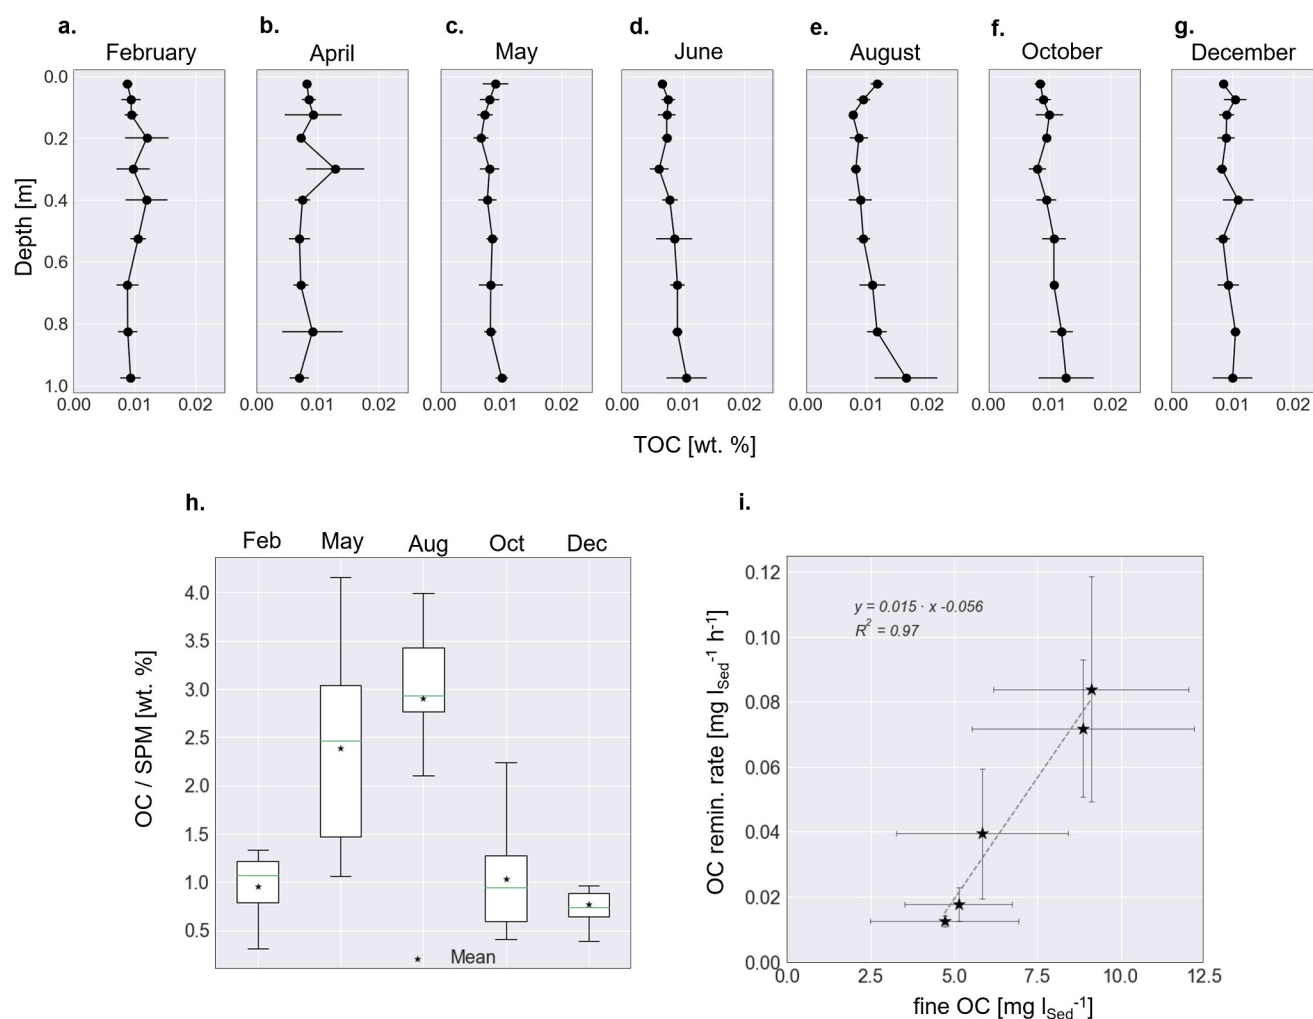 a.
b.
c.
d.
e.
f.
g.
February
April
May
June
August
October
December
0.0
0.2
0.4
0.6
0.8
1.0
Depth [m]
0.00 0.01 0.02
0.00 0.01 0.02
0.00 0.01 0.02
0.00 0.01 0.02
0.00 0.01 0.02
0.00 0.01 0.02
0.00 0.01 0.02
TOC [wt. %]
h.
Feb May Aug Oct Dec
4.0
3.5
3.0
2.5
2.0
1.5
1.0
0.5
OC / SPM [wt. %]
Mean
i.
0.12
0.10
0.08
0.06
0.04
0.02
0.00
OC remin. rate [mg lSed⁻¹ h⁻¹]
y = 0.015 · x -0.056
R² = 0.97
0.0 2.5 5.0 7.5 10.0 12.5
fine OC [mg lSed⁻¹]